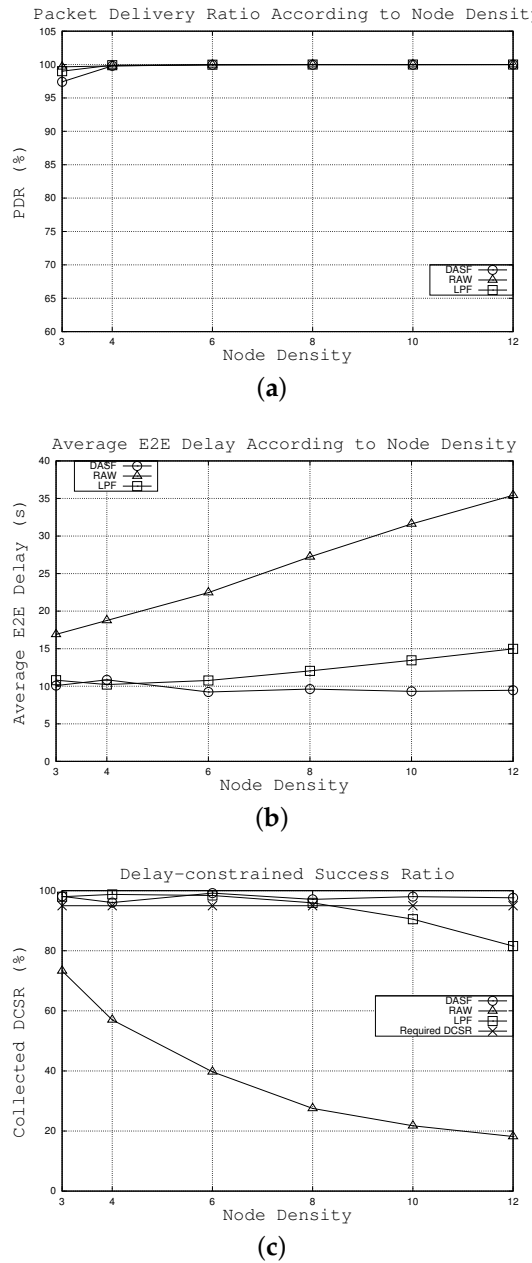 Packet Delivery Ratio According to Node Density
105
100
95
90
85
80
75
70
65
60
PDR (%)
DASF
RAW
LPF
3 4 6 8 10 12
Node Density
(a)
Average E2E Delay According to Node Density
40
35
30
25
20
15
10
5
0
Average E2E Delay (s)
DASF
RAW
LPF
3 4 6 8 10 12
Node Density
(b)
Delay-constrained Success Ratio
100
80
60
40
20
0
Collected DCSR (%)
DASF
RAW
LPF
Required DCSR
3 4 6 8 10 12
Node Density
(c)